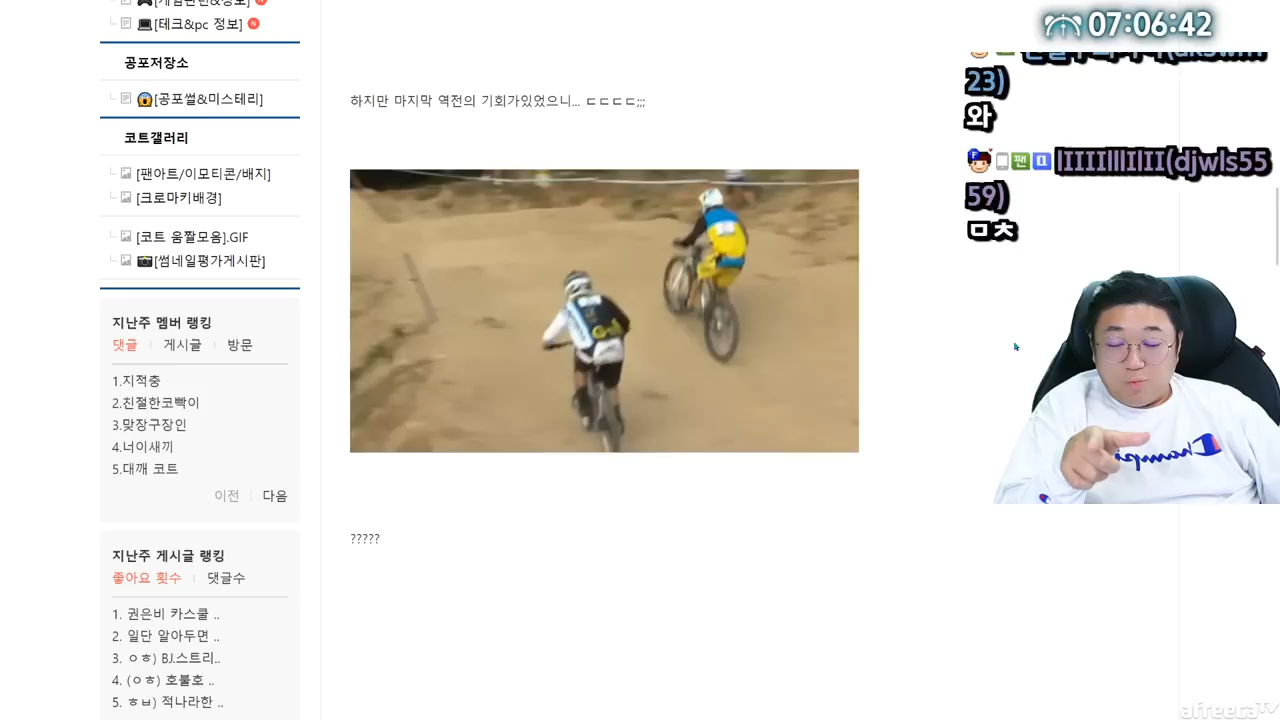 [테크&pc 정보] N
공포저장소
[공포썰&미스테리]
코트갤러리
[팬아트/이모티콘/배지]
[크로마키배경]
[코트 움짤모음].GIF
[썸네일평가게시판]
지난주 멤버 랭킹
댓글 게시글 방문
1.지적충
2.친절한코빡이
3.맞장구장인
4.너이새끼
5.대깨 코트
이전 다음
지난주 게시글 랭킹
좋아요 횟수 댓글수
1. 권은비 카스쿨 ..
2. 일단 알아두면 ..
3. ㅇㅎ) BJ.스트리..
4. (ㅇㅎ) 호불호 ..
5. ㅎㅂ) 적나라한 ..
하지만 마지막 역전의 기회가있었으니... ㄷㄷㄷㄷ;;;
?????
07:06:42
23)
와
F 팬 lIIIIlllIlII(djwls55
59)
ㅁㅊ
Champion
afreecaTV